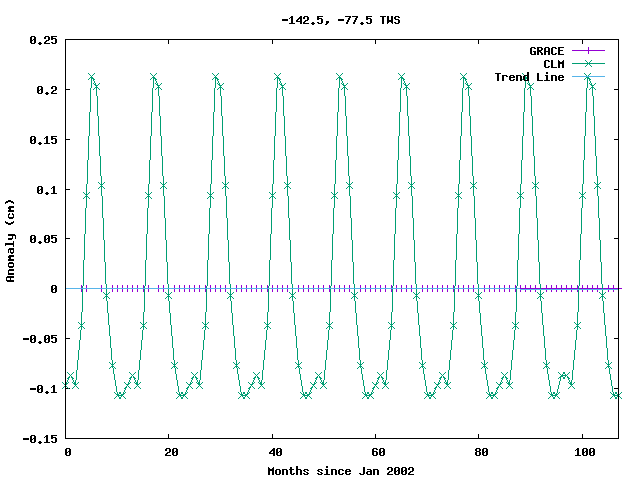 -142.5, -77.5 TWS
GRACE
CLM
Trend Line
0.25
0.2
0.15
0.1
0.05
0
-0.05
-0.1
-0.15
Anomaly (cm)
0 20 40 60 80 100
Months since Jan 2002